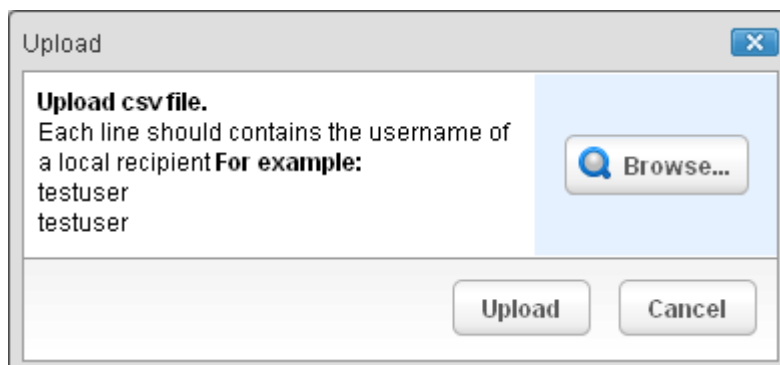 Upload
Upload csv file.
Each line should contains the username of
a local recipient For example:
testuser
testuser
Browse...
Upload
Cancel